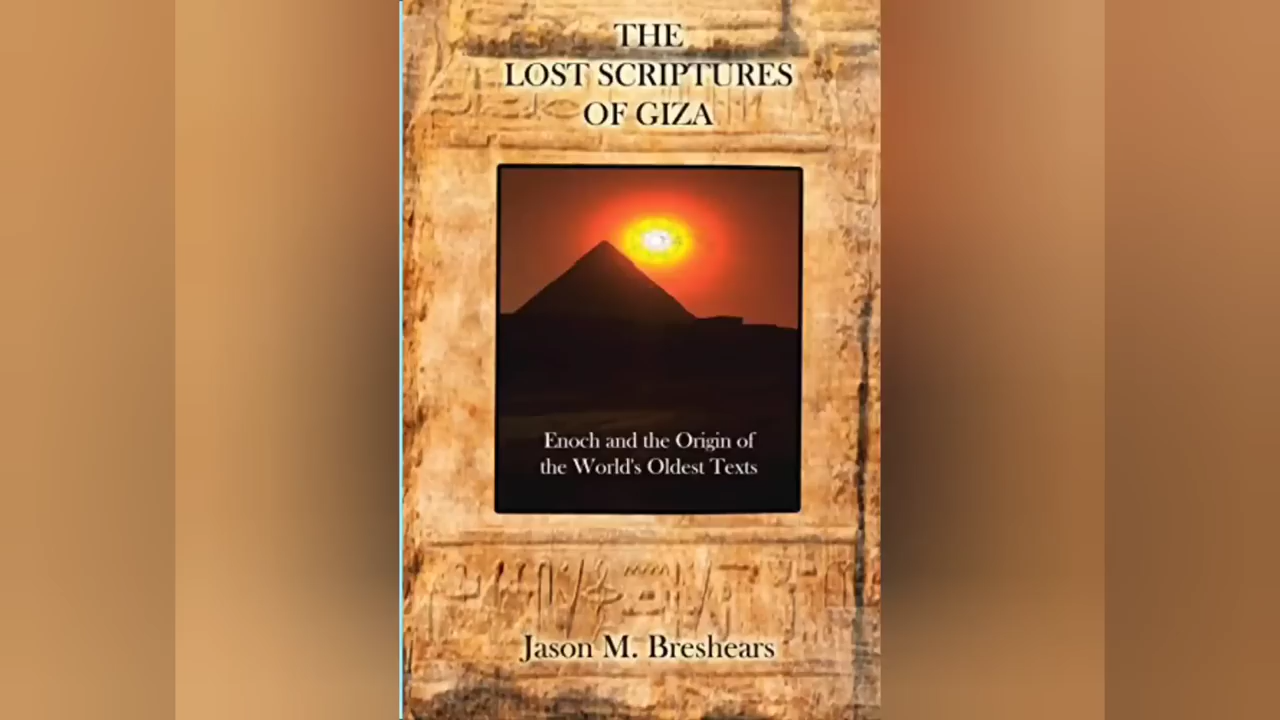 THE
LOST SCRIPTURES
OF GIZA
Enoch and the Origin of
the World's Oldest Texts
Jason M. Breshears